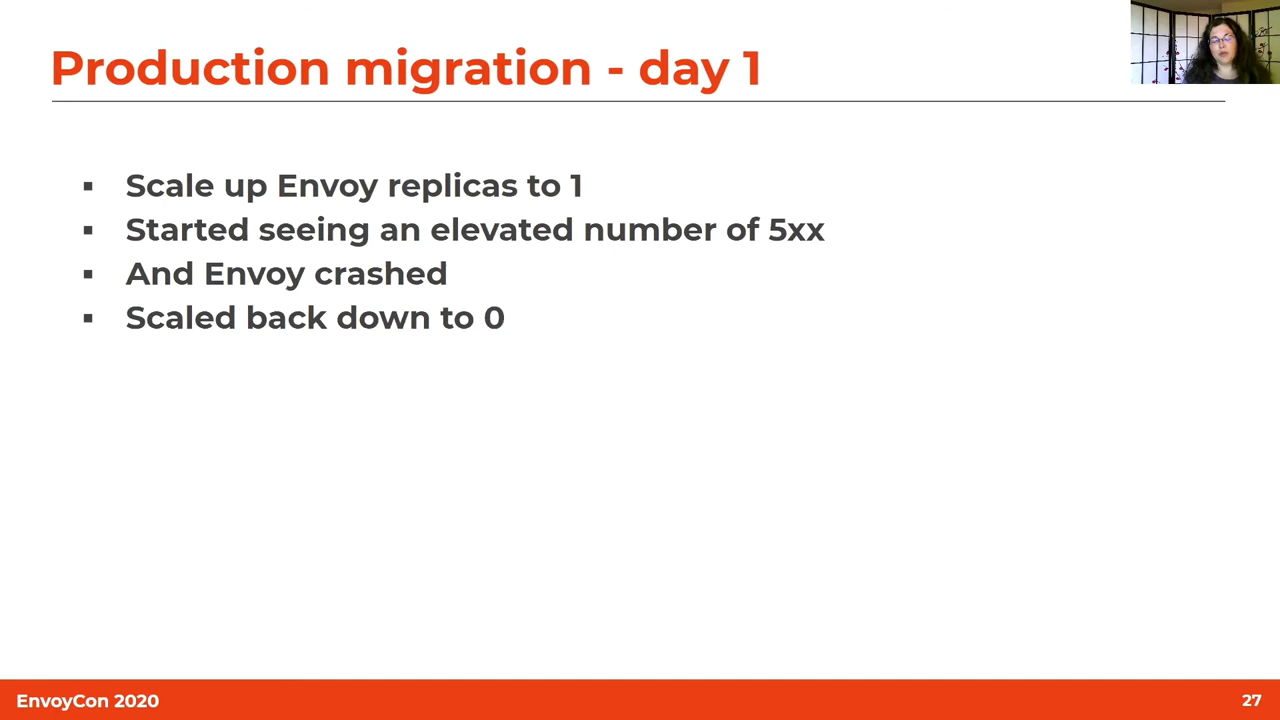 Production migration - day 1
▪ Scale up Envoy replicas to 1
▪ Started seeing an elevated number of 5xx
▪ And Envoy crashed
▪ Scaled back down to 0
EnvoyCon 2020
27